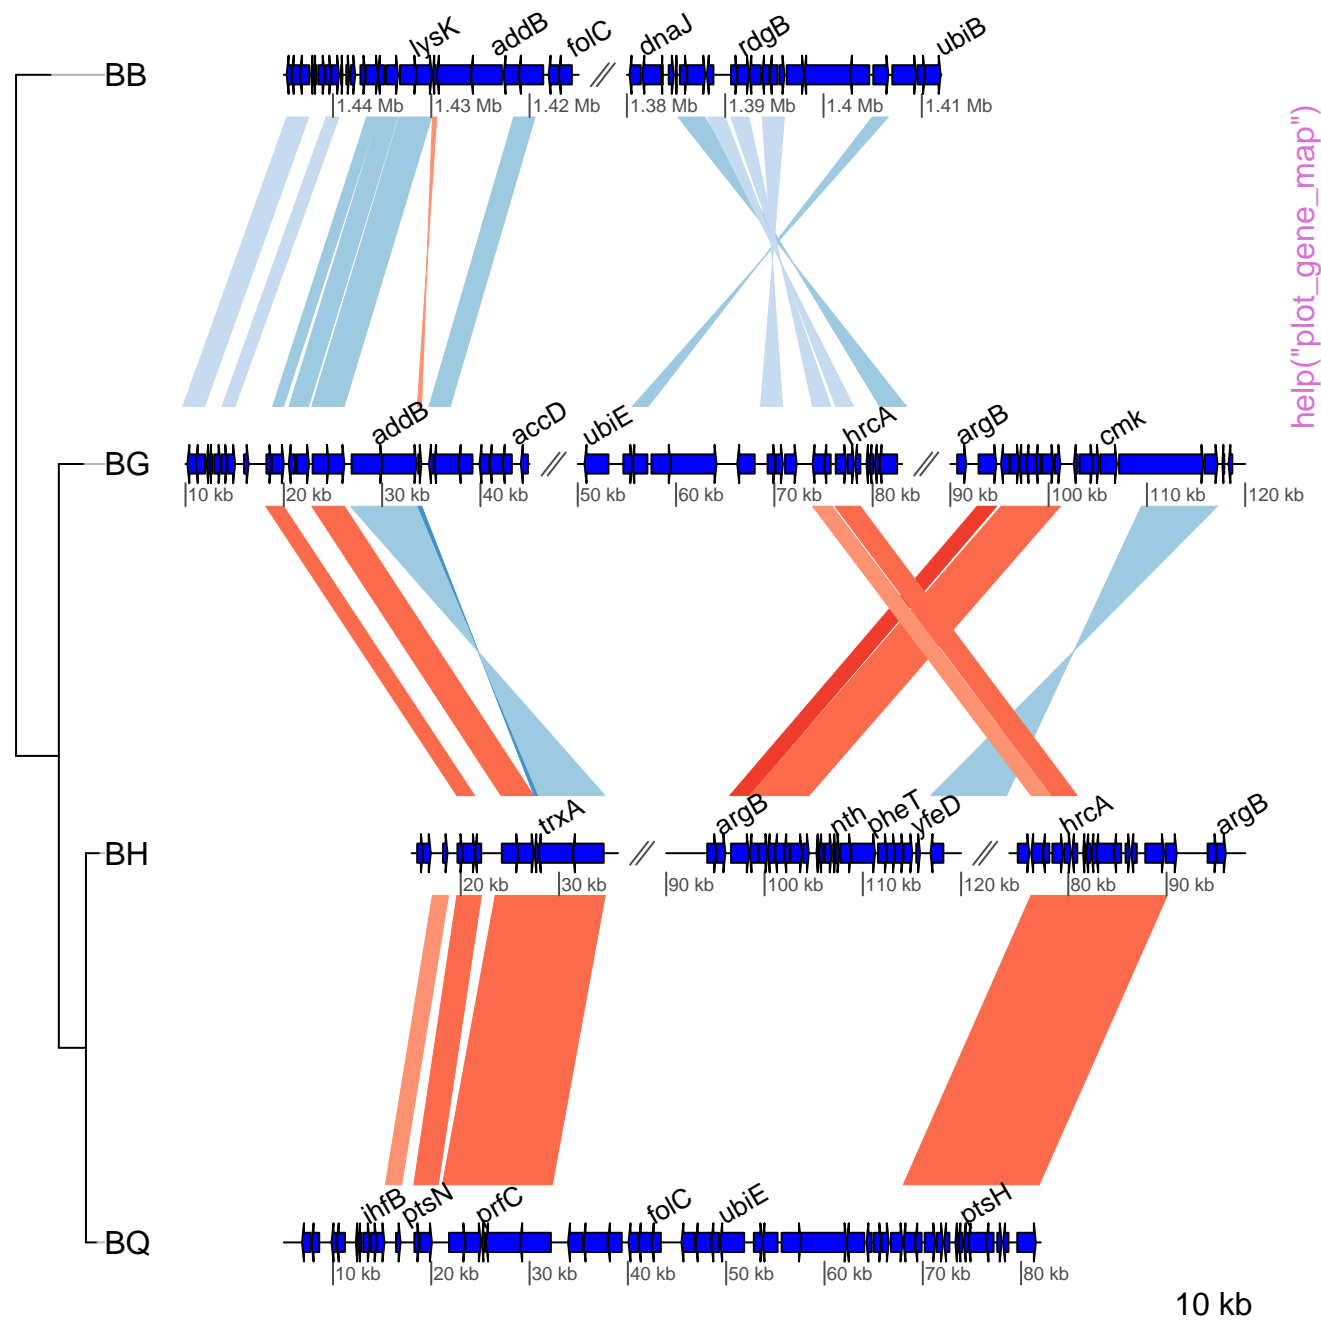 lysK addB folC dnaJ rdgB ubiB
BB
1.44 Mb 1.43 Mb 1.42 Mb 1.38 Mb 1.39 Mb 1.4 Mb 1.41 Mb
help("plot_gene_map")
addB accD ubiE hrcA argB cmk
BG
10 kb 20 kb 30 kb 40 kb 50 kb 60 kb 70 kb 80 kb 90 kb 100 kb 110 kb 120 kb
trxA argB nth pheT yfeD hrcA argB
BH
20 kb 30 kb 90 kb 100 kb 110 kb 120 kb 80 kb 90 kb
ihfB ptsN prfC folC ubiE ptsH
BQ
10 kb 20 kb 30 kb 40 kb 50 kb 60 kb 70 kb 80 kb
10 kb